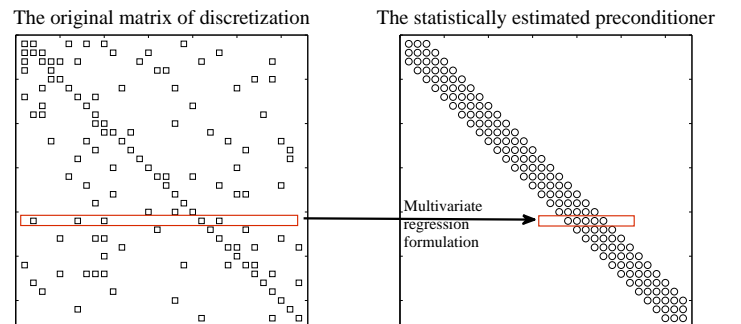 The original matrix of discretization
The statistically estimated preconditioner
Multivariate
regression
formulation